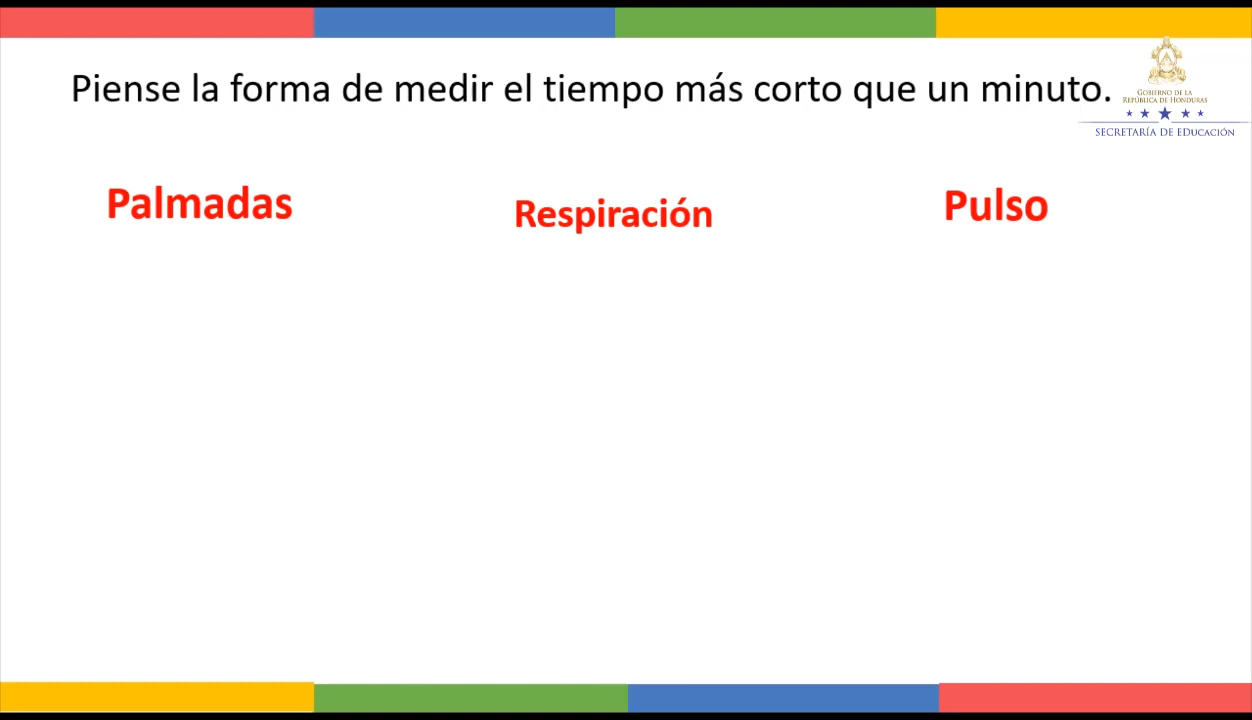 Piense la forma de medir el tiempo más corto que un minuto.
GOBIERNO DE LA
REPÚBLICA DE HONDURAS
SECRETARÍA DE EDUCACIÓN
Palmadas
Respiración
Pulso